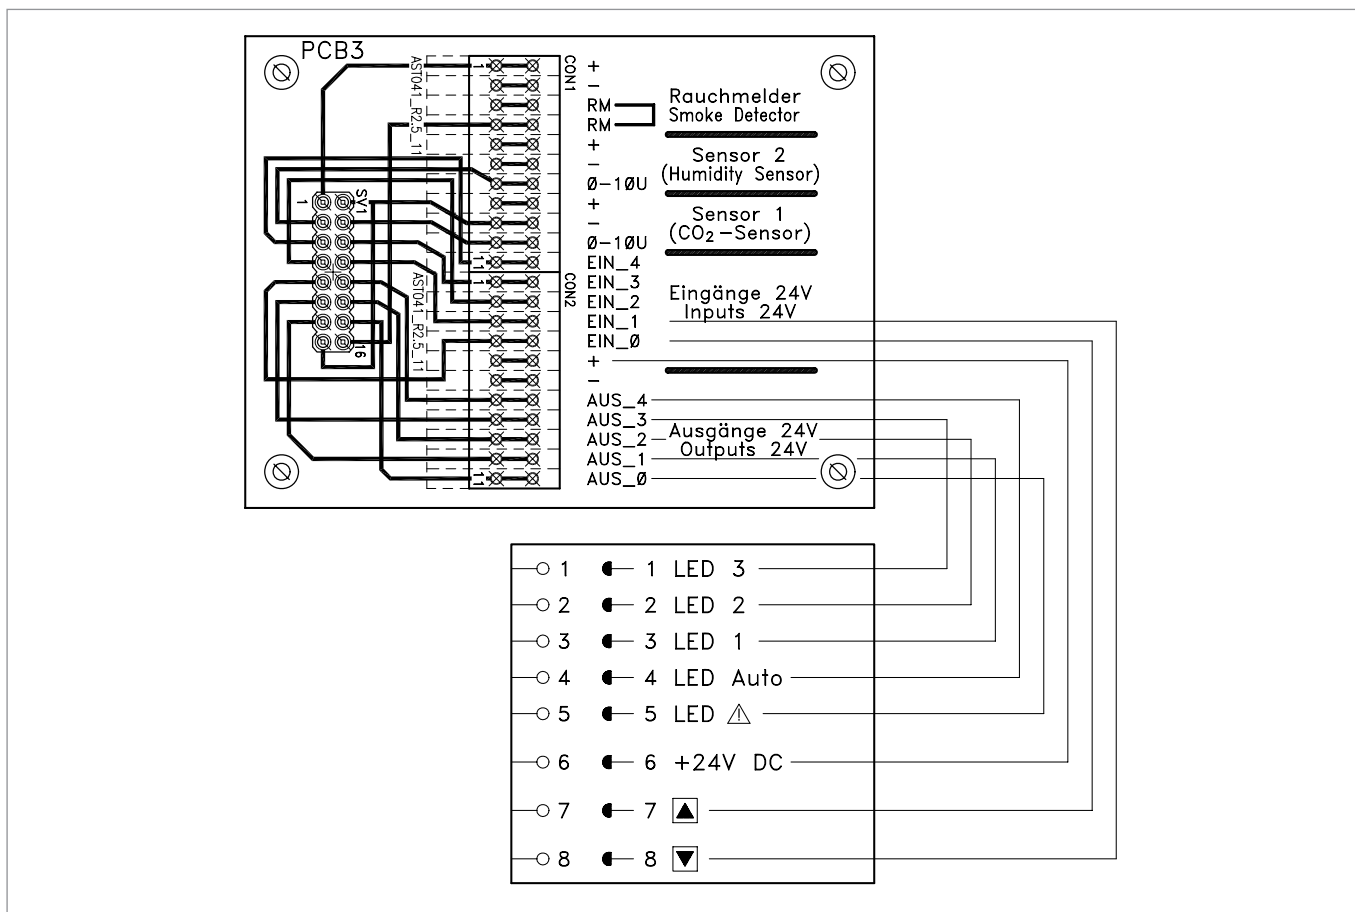 PCB3
AST041_R2.5_11
1
CON1
+
-
RM
RM
Rauchmelder
Smoke Detector
+
-
Ø-1ØU
Sensor 2
(Humidity Sensor)
+
-
Ø-1ØU
Sensor 1
(CO₂-Sensor)
1
SV1
16
11
EIN_4
AST041_R2.5_11
1
CON2
EIN_3
EIN_2
EIN_1
EIN_Ø
Eingänge 24V
Inputs 24V
+
-
AUS_4
AUS_3
AUS_2
AUS_1
AUS_Ø
Ausgänge 24V
Outputs 24V
11
1 1 LED 3
2 2 LED 2
3 3 LED 1
4 4 LED Auto
5 5 LED ⚠
6 6 +24V DC
7 7 ▲
8 8 ▼